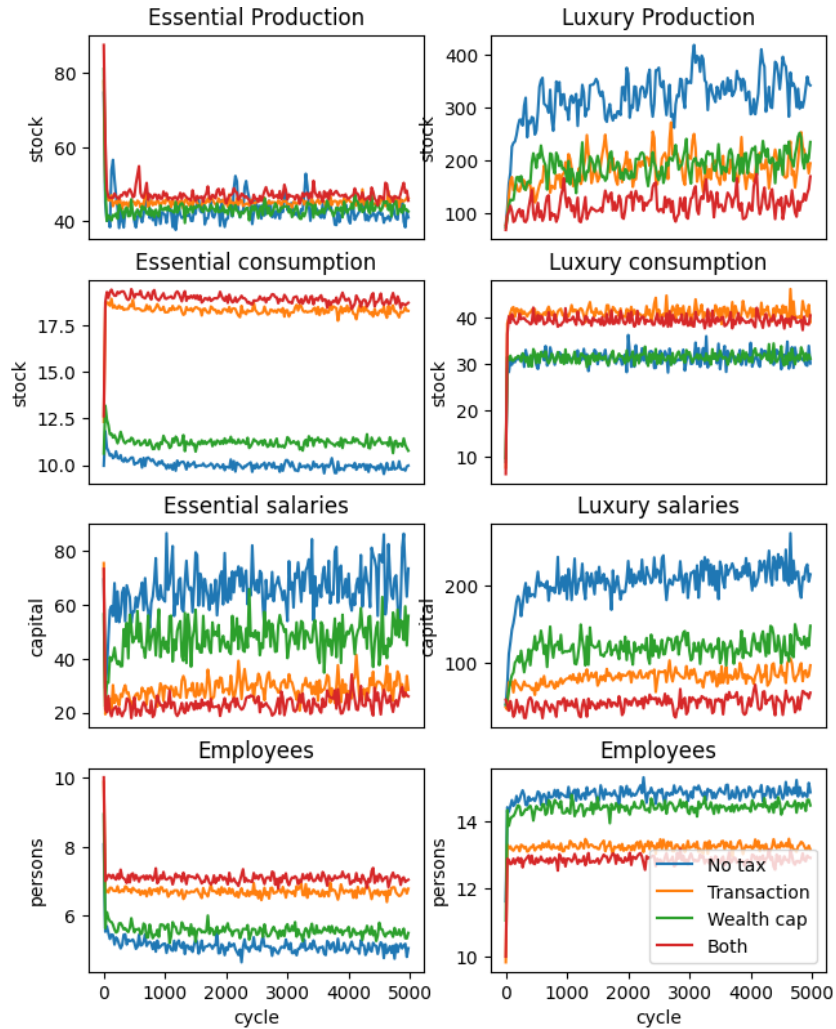 Essential Production
Luxury Production
80
60
40
stock
400
300
200
100
stock
Essential consumption
Luxury consumption
17.5
15.0
12.5
10.0
stock
40
30
20
10
stock
Essential salaries
Luxury salaries
80
60
40
20
capital
200
100
capital
Employees
Employees
10
8
6
persons
14
12
10
persons
No tax
Transaction
Wealth cap
Both
0 1000 2000 3000 4000 5000
0 1000 2000 3000 4000 5000
cycle
cycle